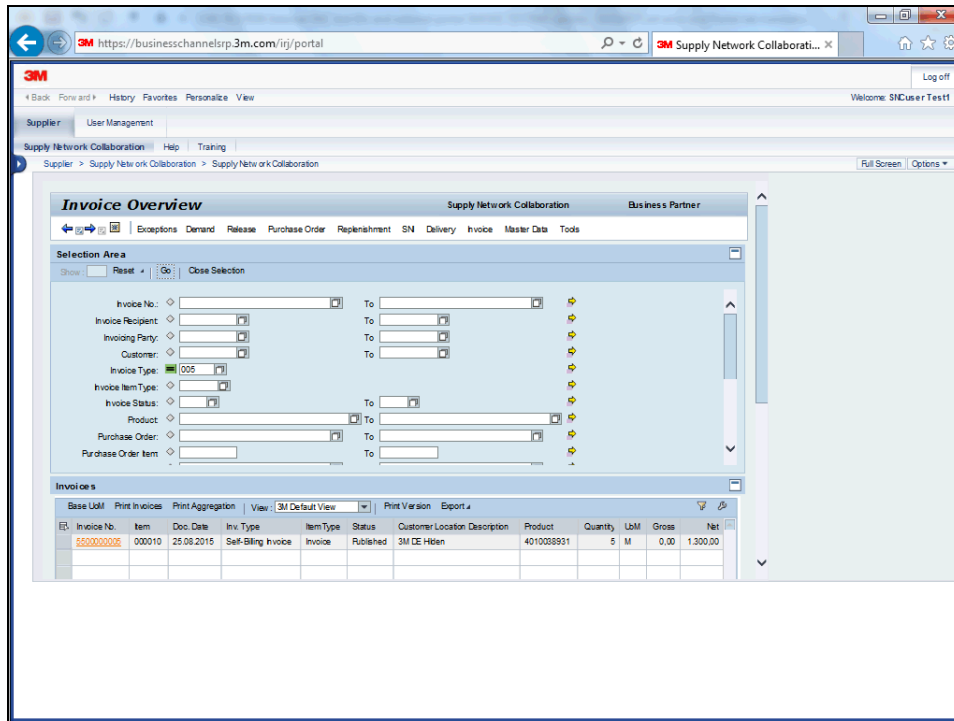 3M https://businesschannelsrp.3m.com/irj/portal
3M Supply Network Collaborati... ×
3M
Log off
Back Forward History Favorites Personalize View
Welcome: SNCuser Test1
Supplier User Management
Supply Network Collaboration Help Training
Supplier > Supply Network Collaboration > Supply Network Collaboration
Full Screen Options
Invoice Overview Supply Network Collaboration Business Partner
Exceptions Demand Release Purchase Order Replenishment SNI Delivery Invoice Master Data Tools
Selection Area
Show: Reset Go Close Selection
Invoice No.: To
Invoice Recipient: To
Invoicing Party: To
Customer: To
Invoice Type: 005
Invoice Item Type:
Invoice Status: To
Product: To
Purchase Order: To
Purchase Order Item: To
Invoices
Base UoM Print Invoices Print Aggregation View: 3M Default View Print Version Export
Invoice No. Item Doc. Date Inv. Type Item Type Status Customer Location Description Product Quantity UoM Gross Net
5500000005 000010 25.08.2015 Self-Billing Invoice Invoice Published 3M DE Hilden 4010038931 5 M 0,00 1.300,00